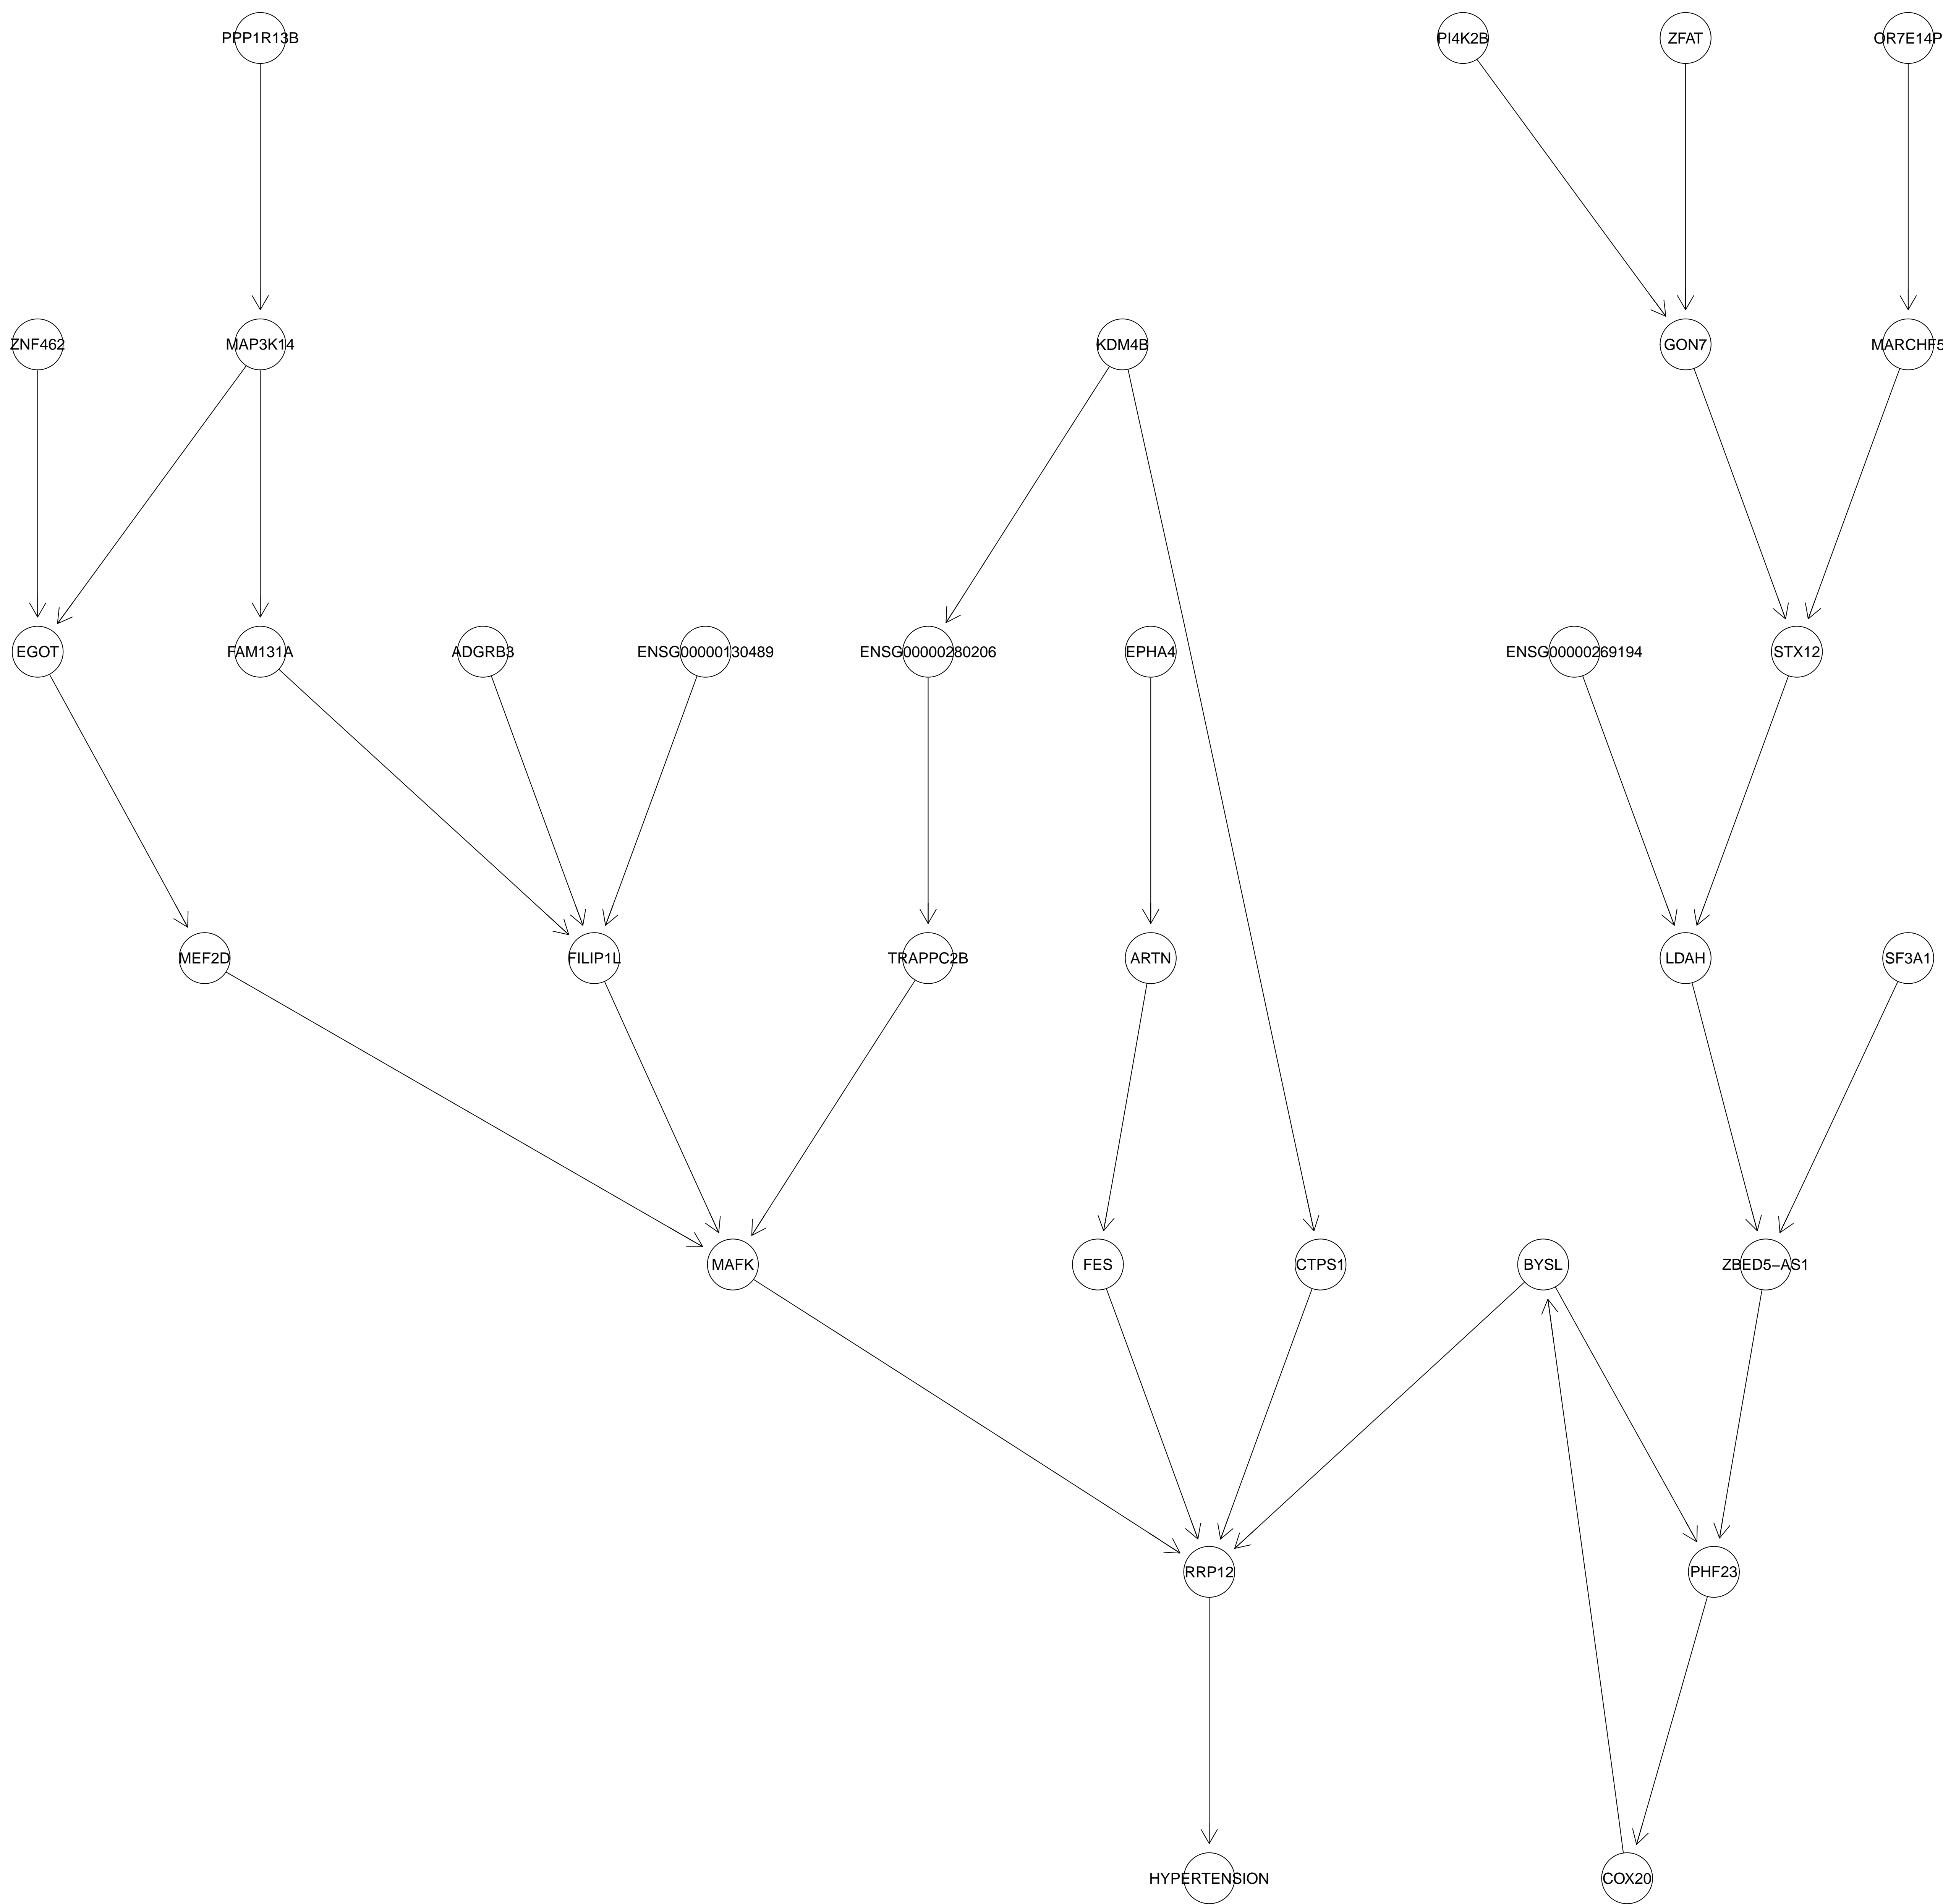 PPP1R13B
PI4K2B
ZFAT
OR7E14P
ZNF462
MAP3K14
KDM4B
GON7
MARCHF5
EGOT
FAM131A
ADGRB3
ENSG00000130489
ENSG00000280206
EPHA4
ENSG00000269194
STX12
MEF2D
FILIP1L
TRAPPC2B
ARTN
LDAH
SF3A1
MAFK
FES
CTPS1
BYSL
ZBED5−AS1
RRP12
PHF23
HYPERTENSION
COX20